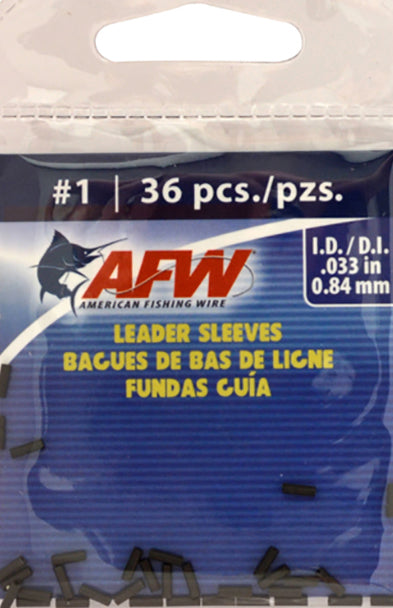 #1 | 36 pcs./pzs.
I.D. / D.I.
.033 in
0.84 mm
AFW
AMERICAN FISHING WIRE
LEADER SLEEVES
BAGUES DE BAS DE LIGNE
FUNDAS GUÍA